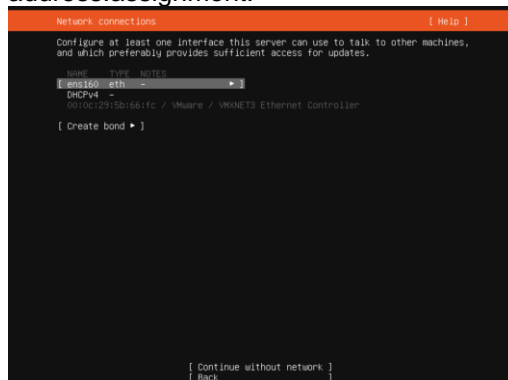 address.assignment.
Network connections [ Help ]
Configure at least one interface this server can use to talk to other machines,
and which preferably provides sufficient access for updates.
NAME TYPE NOTES
[ ens160 eth - ▸ ]
DHCPv4 -
00:0c:29:5b:66:fc / VMware / VMXNET3 Ethernet Controller
[ Create bond ▸ ]
[ Continue without network ]
[ Back ]